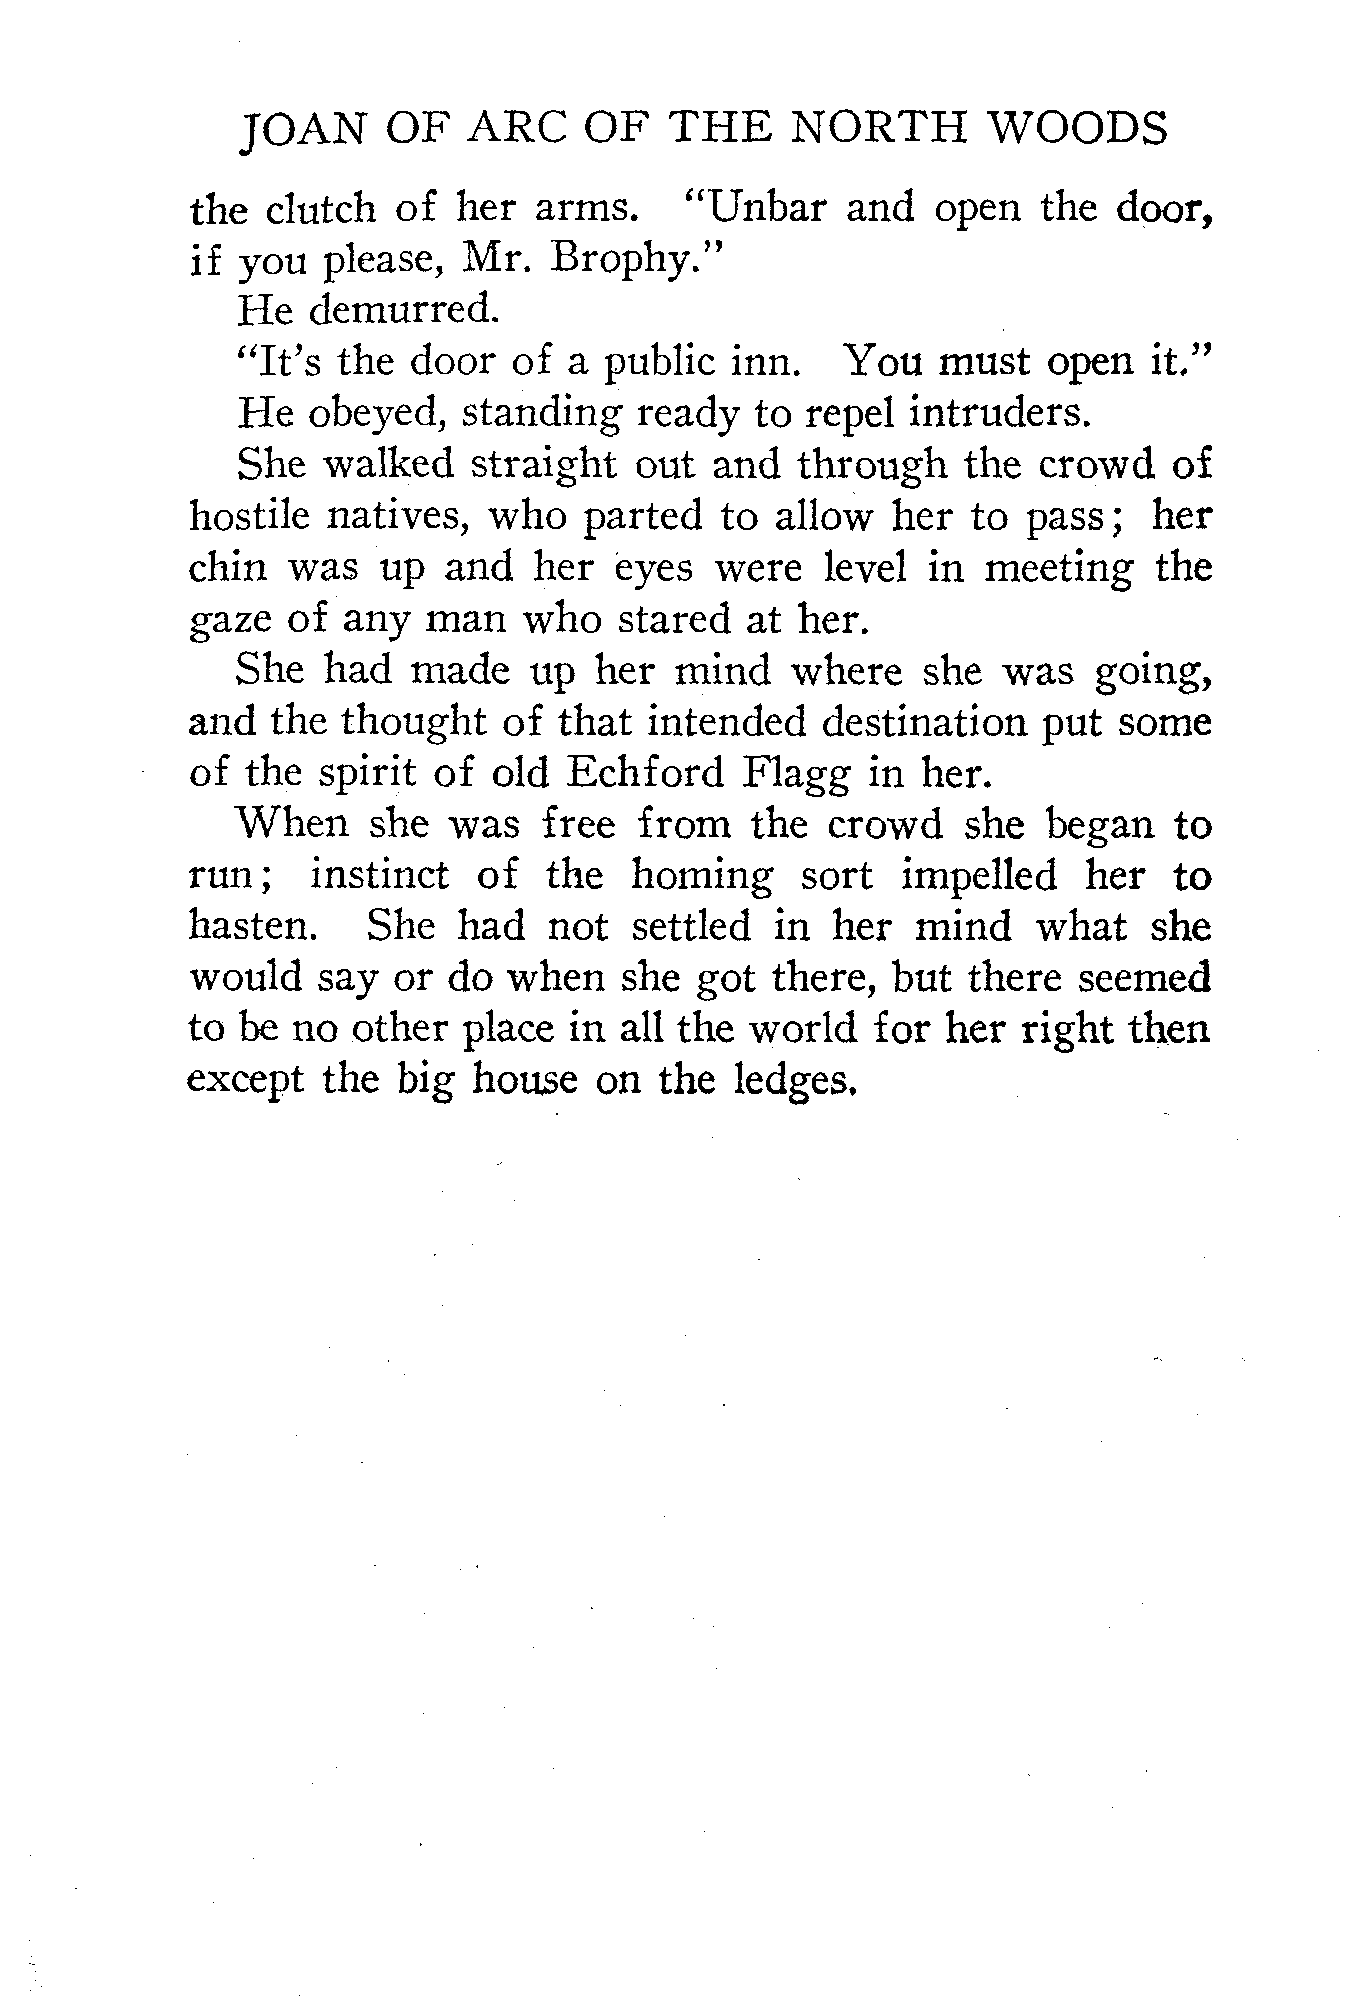 JOAN OF ARC OF THE NORTH WOODS
the clutch of her arms. "Unbar and open the door,
if you please, Mr. Brophy."
He demurred.
"It's the door of a public inn. You must open it."
He obeyed, standing ready to repel intruders.
She walked straight out and through the crowd of
hostile natives, who parted to allow her to pass; her
chin was up and her eyes were level in meeting the
gaze of any man who stared at her.
She had made up her mind where she was going,
and the thought of that intended destination put some
of the spirit of old Echford Flagg in her.
When she was free from the crowd she began to
run; instinct of the homing sort impelled her to
hasten. She had not settled in her mind what she
would say or do when she got there, but there seemed
to be no other place in all the world for her right then
except the big house on the ledges.